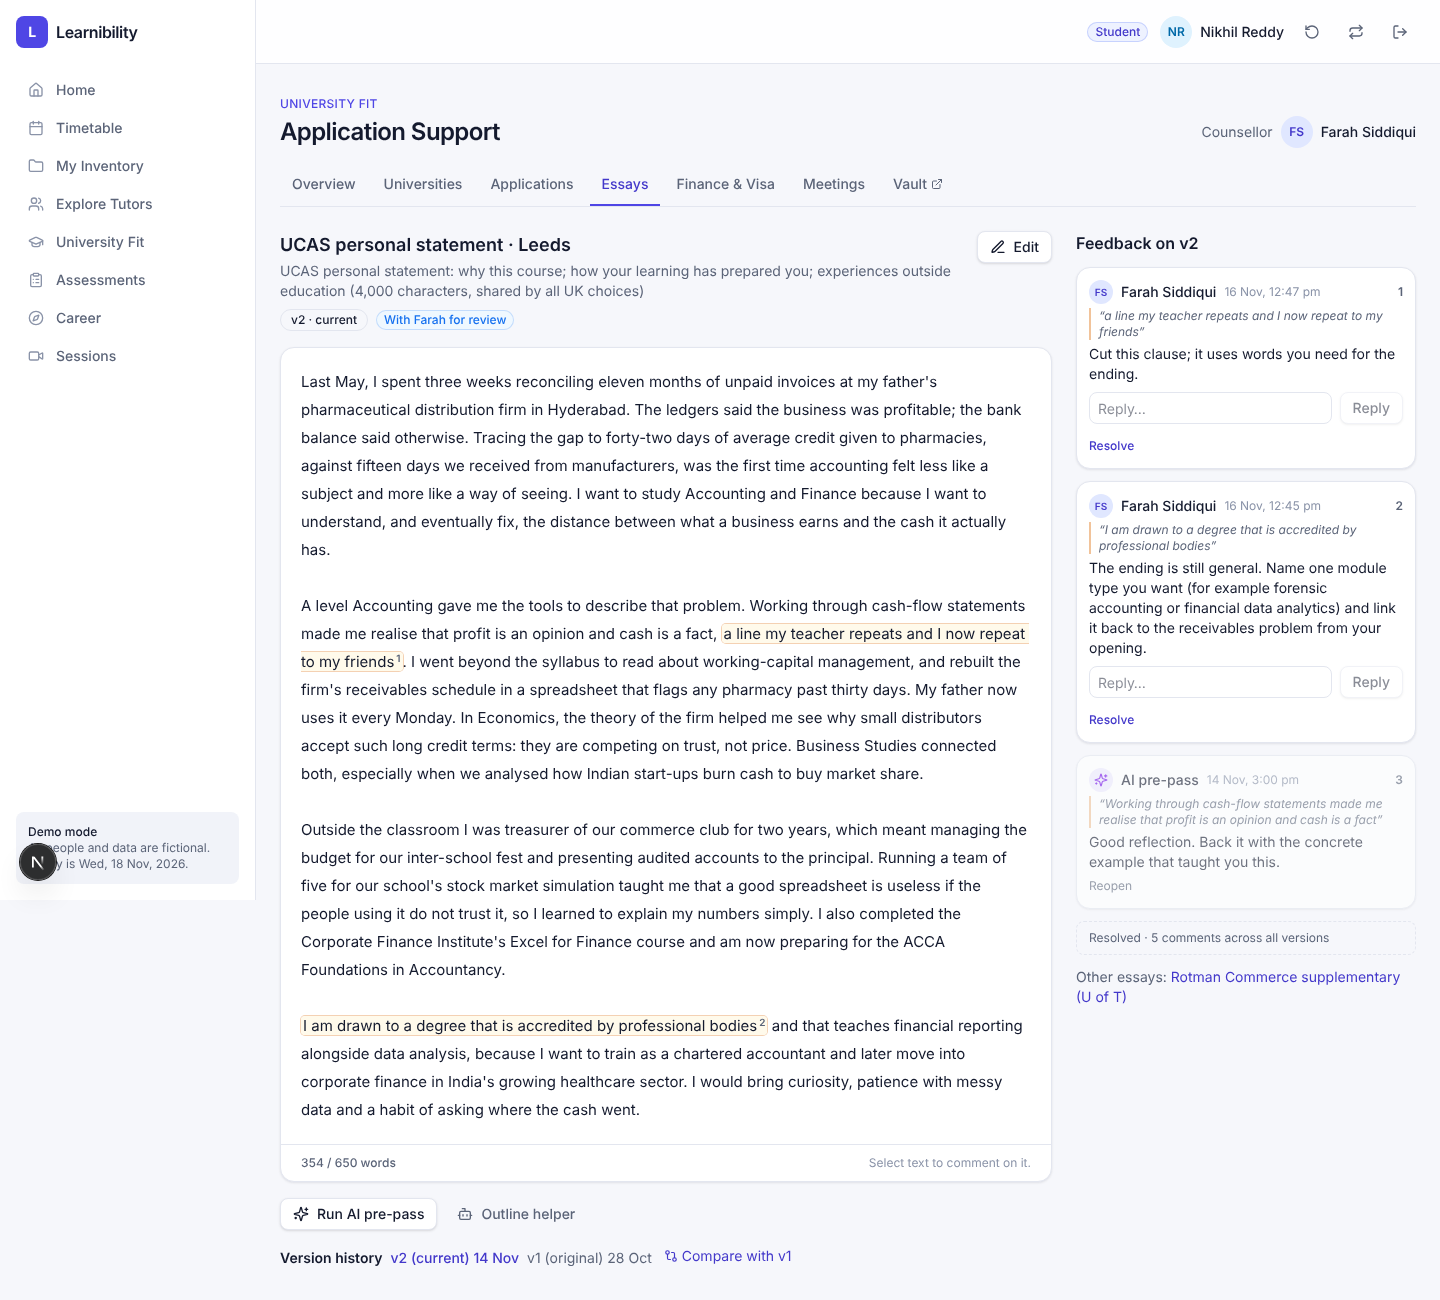 L Learnibility
Home
Timetable
My Inventory
Explore Tutors
University Fit
Assessments
Career
Sessions
Demo mode
people and data are fictional.
is Wed, 18 Nov, 2026.
N
Student
NR Nikhil Reddy
UNIVERSITY FIT
Application Support
Counsellor FS Farah Siddiqui
Overview Universities Applications Essays Finance & Visa Meetings Vault
UCAS personal statement · Leeds
Edit
UCAS personal statement: why this course; how your learning has prepared you; experiences outside
education (4,000 characters, shared by all UK choices)
v2 · current With Farah for review
Last May, I spent three weeks reconciling eleven months of unpaid invoices at my father's
pharmaceutical distribution firm in Hyderabad. The ledgers said the business was profitable; the bank
balance said otherwise. Tracing the gap to forty-two days of average credit given to pharmacies,
against fifteen days we received from manufacturers, was the first time accounting felt less like a
subject and more like a way of seeing. I want to study Accounting and Finance because I want to
understand, and eventually fix, the distance between what a business earns and the cash it actually
has.
A level Accounting gave me the tools to describe that problem. Working through cash-flow statements
made me realise that profit is an opinion and cash is a fact, a line my teacher repeats and I now repeat
to my friends 1. I went beyond the syllabus to read about working-capital management, and rebuilt the
firm's receivables schedule in a spreadsheet that flags any pharmacy past thirty days. My father now
uses it every Monday. In Economics, the theory of the firm helped me see why small distributors
accept such long credit terms: they are competing on trust, not price. Business Studies connected
both, especially when we analysed how Indian start-ups burn cash to buy market share.
Outside the classroom I was treasurer of our commerce club for two years, which meant managing the
budget for our inter-school fest and presenting audited accounts to the principal. Running a team of
five for our school's stock market simulation taught me that a good spreadsheet is useless if the
people using it do not trust it, so I learned to explain my numbers simply. I also completed the
Corporate Finance Institute's Excel for Finance course and am now preparing for the ACCA
Foundations in Accountancy.
I am drawn to a degree that is accredited by professional bodies 2 and that teaches financial reporting
alongside data analysis, because I want to train as a chartered accountant and later move into
corporate finance in India's growing healthcare sector. I would bring curiosity, patience with messy
data and a habit of asking where the cash went.
354 / 650 words
Select text to comment on it.
Run AI pre-pass
Outline helper
Version history v2 (current) 14 Nov v1 (original) 28 Oct Compare with v1
Feedback on v2
FS Farah Siddiqui 16 Nov, 12:47 pm 1
“a line my teacher repeats and I now repeat to my
friends”
Cut this clause; it uses words you need for the
ending.
Reply... Reply
Resolve
FS Farah Siddiqui 16 Nov, 12:45 pm 2
“I am drawn to a degree that is accredited by
professional bodies”
The ending is still general. Name one module
type you want (for example forensic
accounting or financial data analytics) and link
it back to the receivables problem from your
opening.
Reply... Reply
Resolve
AI pre-pass 14 Nov, 3:00 pm 3
“Working through cash-flow statements made me
realise that profit is an opinion and cash is a fact”
Good reflection. Back it with the concrete
example that taught you this.
Reopen
Resolved · 5 comments across all versions
Other essays: Rotman Commerce supplementary
(U of T)